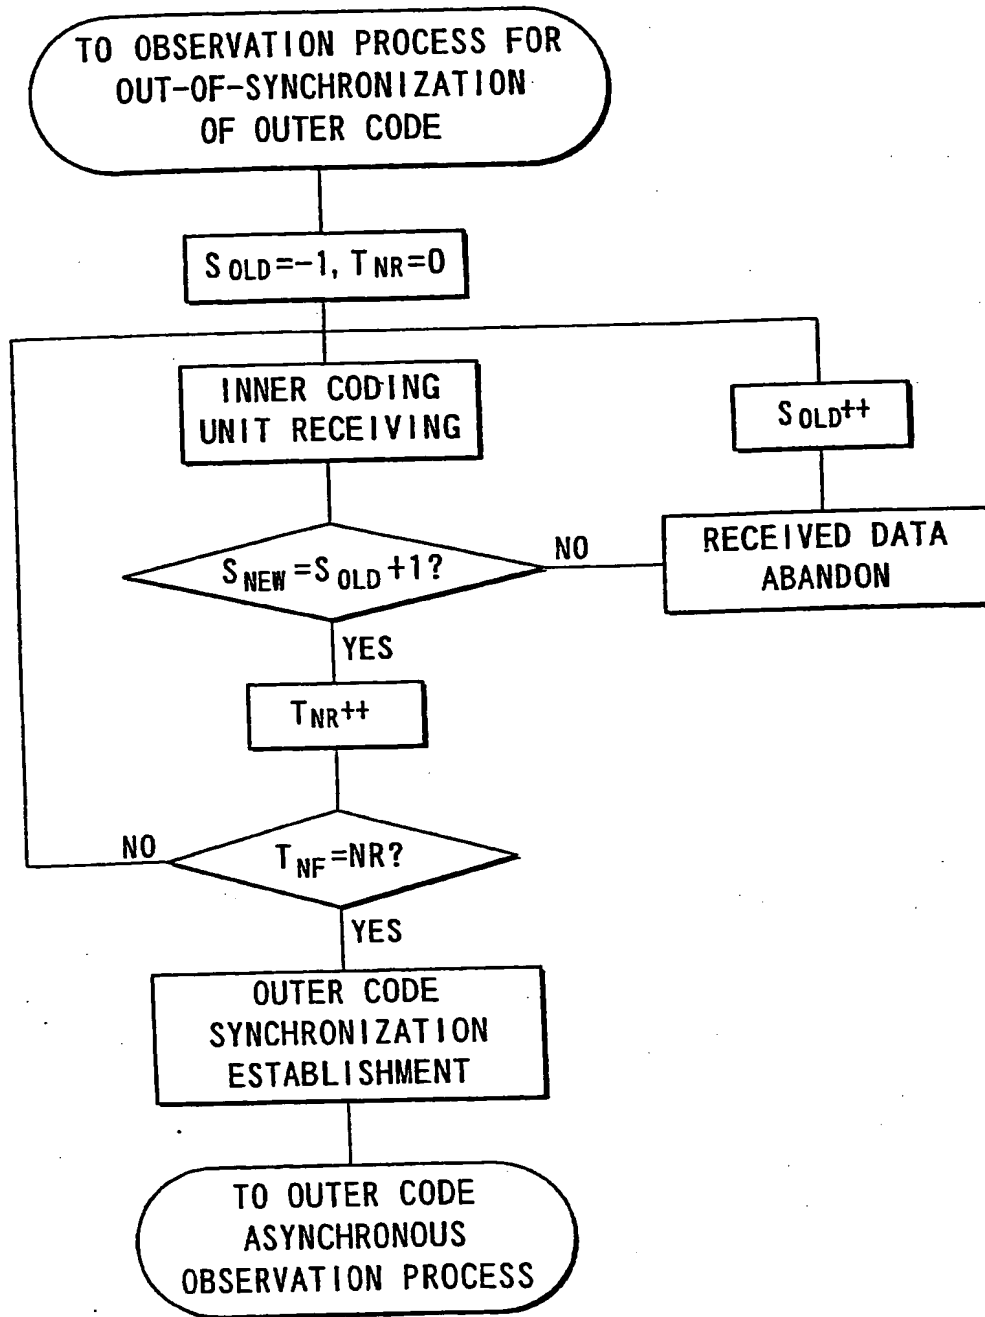 TO OBSERVATION PROCESS FOR
OUT-OF-SYNCHRONIZATION
OF OUTER CODE
S OLD=-1, T NR=0
INNER CODING
UNIT RECEIVING
S OLD++
S NEW=S OLD+1?
NO
RECEIVED DATA
ABANDON
YES
T NR++
NO
T NF=NR?
YES
OUTER CODE
SYNCHRONIZATION
ESTABLISHMENT
TO OUTER CODE
ASYNCHRONOUS
OBSERVATION PROCESS